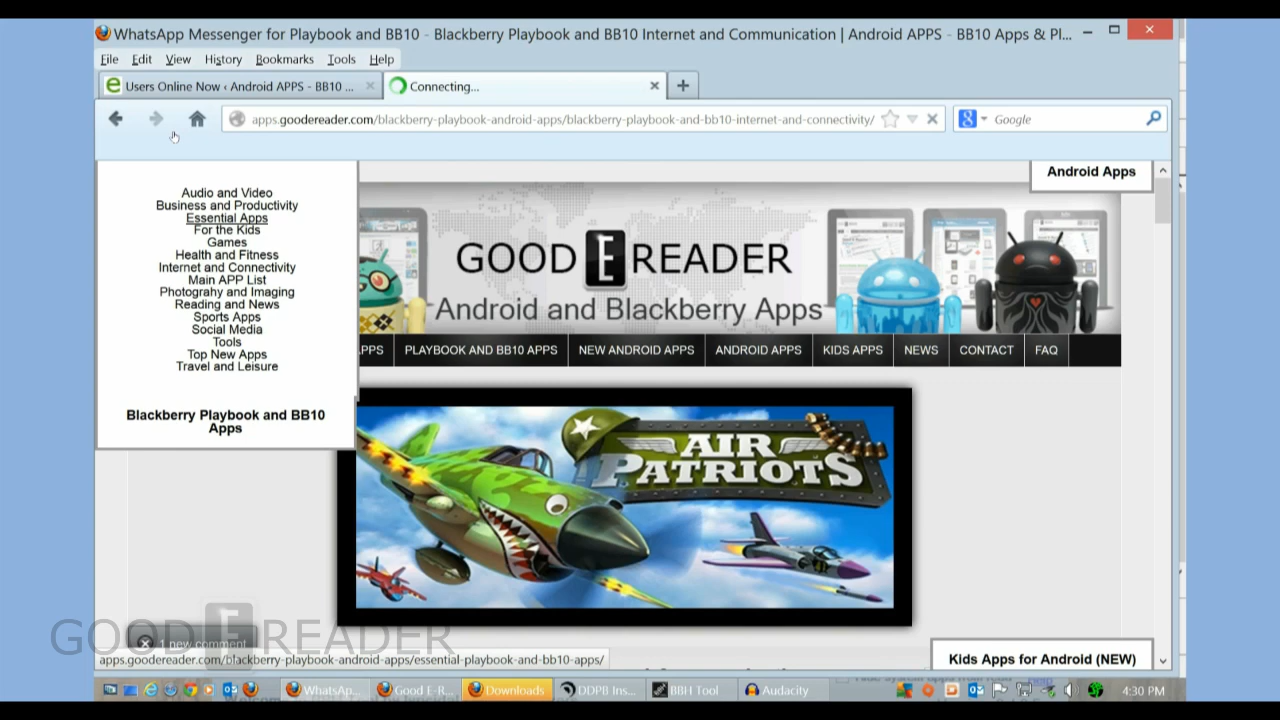 WhatsApp Messenger for Playbook and BB10 - Blackberry Playbook and BB10 Internet and Communication | Android APPS - BB10 Apps & Pl...
File Edit View History Bookmarks Tools Help
Users Online Now ‹ Android APPS - BB10 ...
Connecting...
apps.goodereader.com/blackberry-playbook-android-apps/blackberry-playbook-and-bb10-internet-and-connectivity/
Google
Android Apps
Audio and Video
Business and Productivity
Essential Apps
For the Kids
Games
Health and Fitness
Internet and Connectivity
Main APP List
Photograhy and Imaging
Reading and News
Sports Apps
Social Media
Tools
Top New Apps
Travel and Leisure
Blackberry Playbook and BB10
Apps
GOOD E READER
Android and Blackberry Apps
PPS PLAYBOOK AND BB10 APPS NEW ANDROID APPS ANDROID APPS KIDS APPS NEWS CONTACT FAQ
AIR
PATRIOTS
GOOD E READER
1 new comment
apps.goodereader.com/blackberry-playbook-android-apps/essential-playbook-and-bb10-apps/
Kids Apps for Android (NEW)
WhatsAp... Good E-R... Downloads DDPB Ins... BBH Tool Audacity 4:30 PM